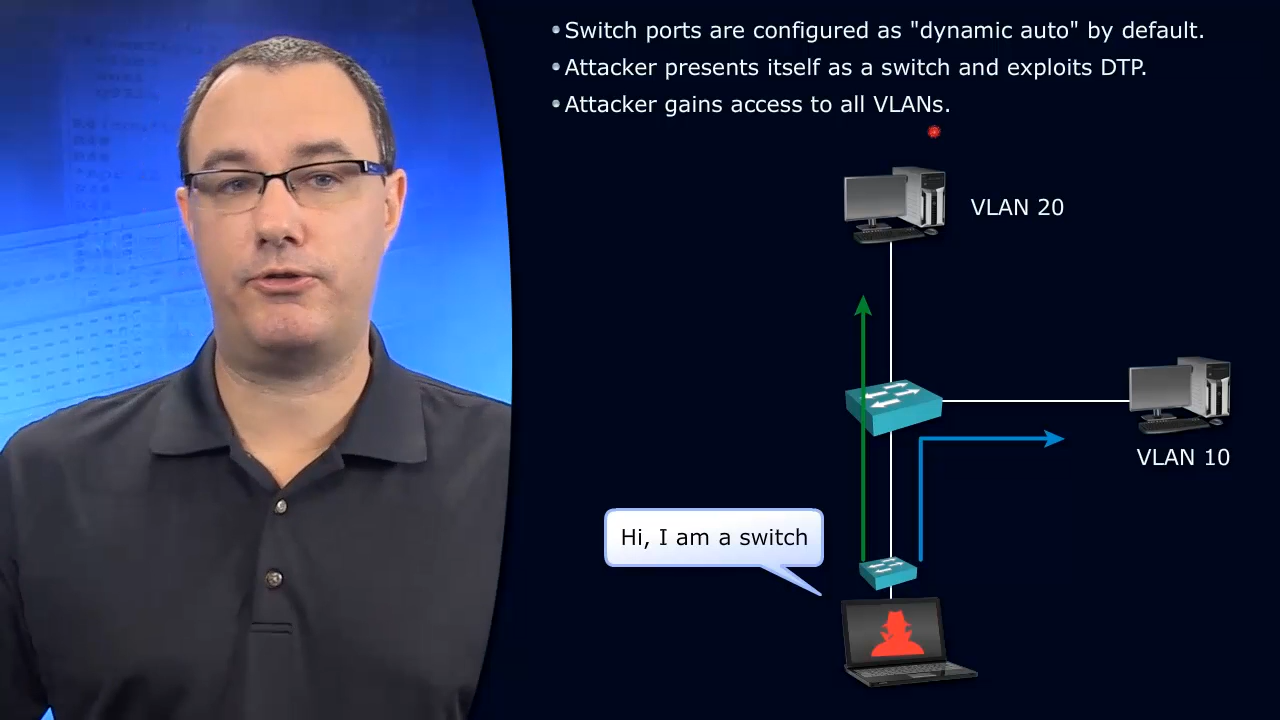 Switch ports are configured as "dynamic auto" by default.
Attacker presents itself as a switch and exploits DTP.
Attacker gains access to all VLANs.
VLAN 20
VLAN 10
Hi, I am a switch